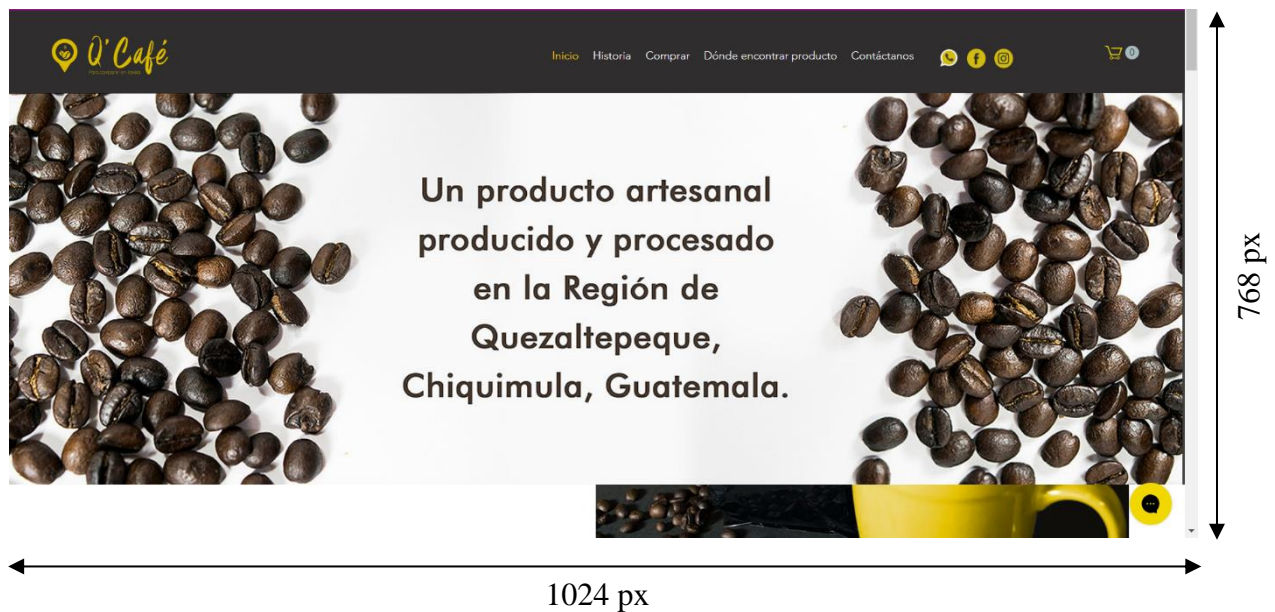 Q'Café
Inicio Historia Comprar Dónde encontrar producto Contáctanos
0
Un producto artesanal
producido y procesado
en la Región de
Quezaltepeque,
Chiquimula, Guatemala.
768 px
1024 px